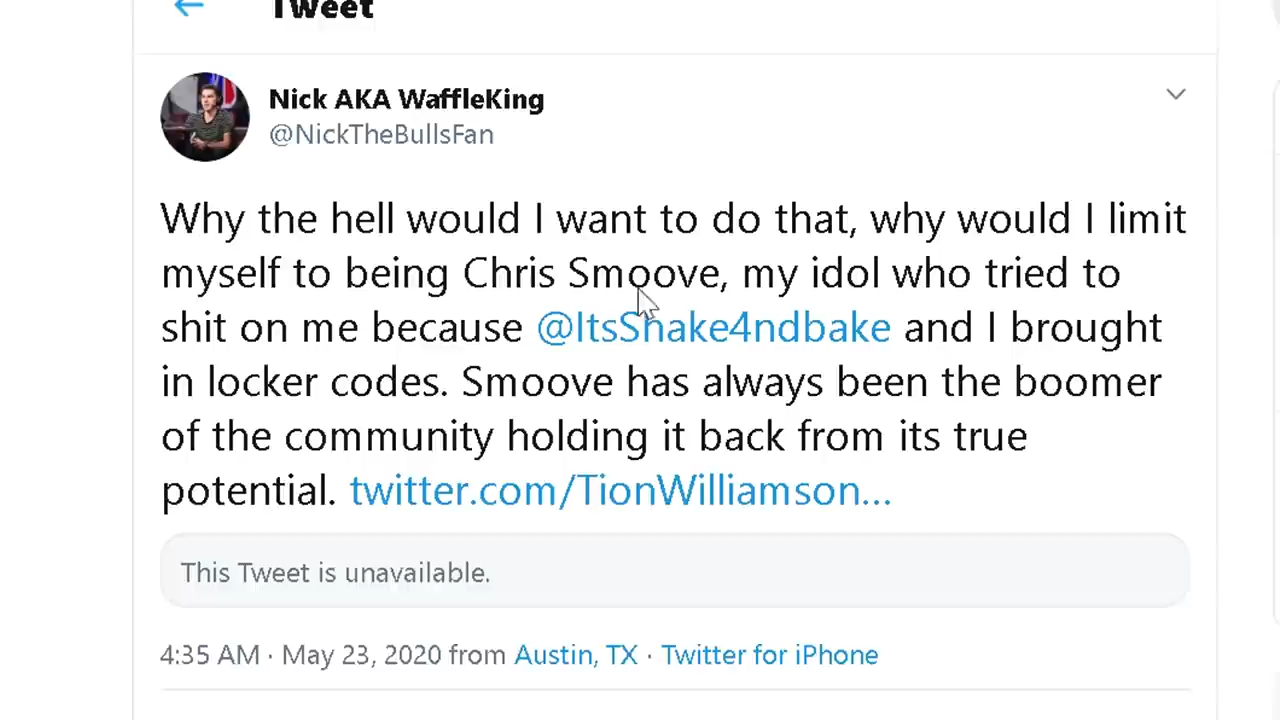 Tweet
Nick AKA WaffleKing
@NickTheBullsFan
Why the hell would I want to do that, why would I limit
myself to being Chris Smoove, my idol who tried to
shit on me because @ItsShake4ndbake and I brought
in locker codes. Smoove has always been the boomer
of the community holding it back from its true
potential. twitter.com/TionWilliamson...
This Tweet is unavailable.
4:35 AM · May 23, 2020 from Austin, TX · Twitter for iPhone